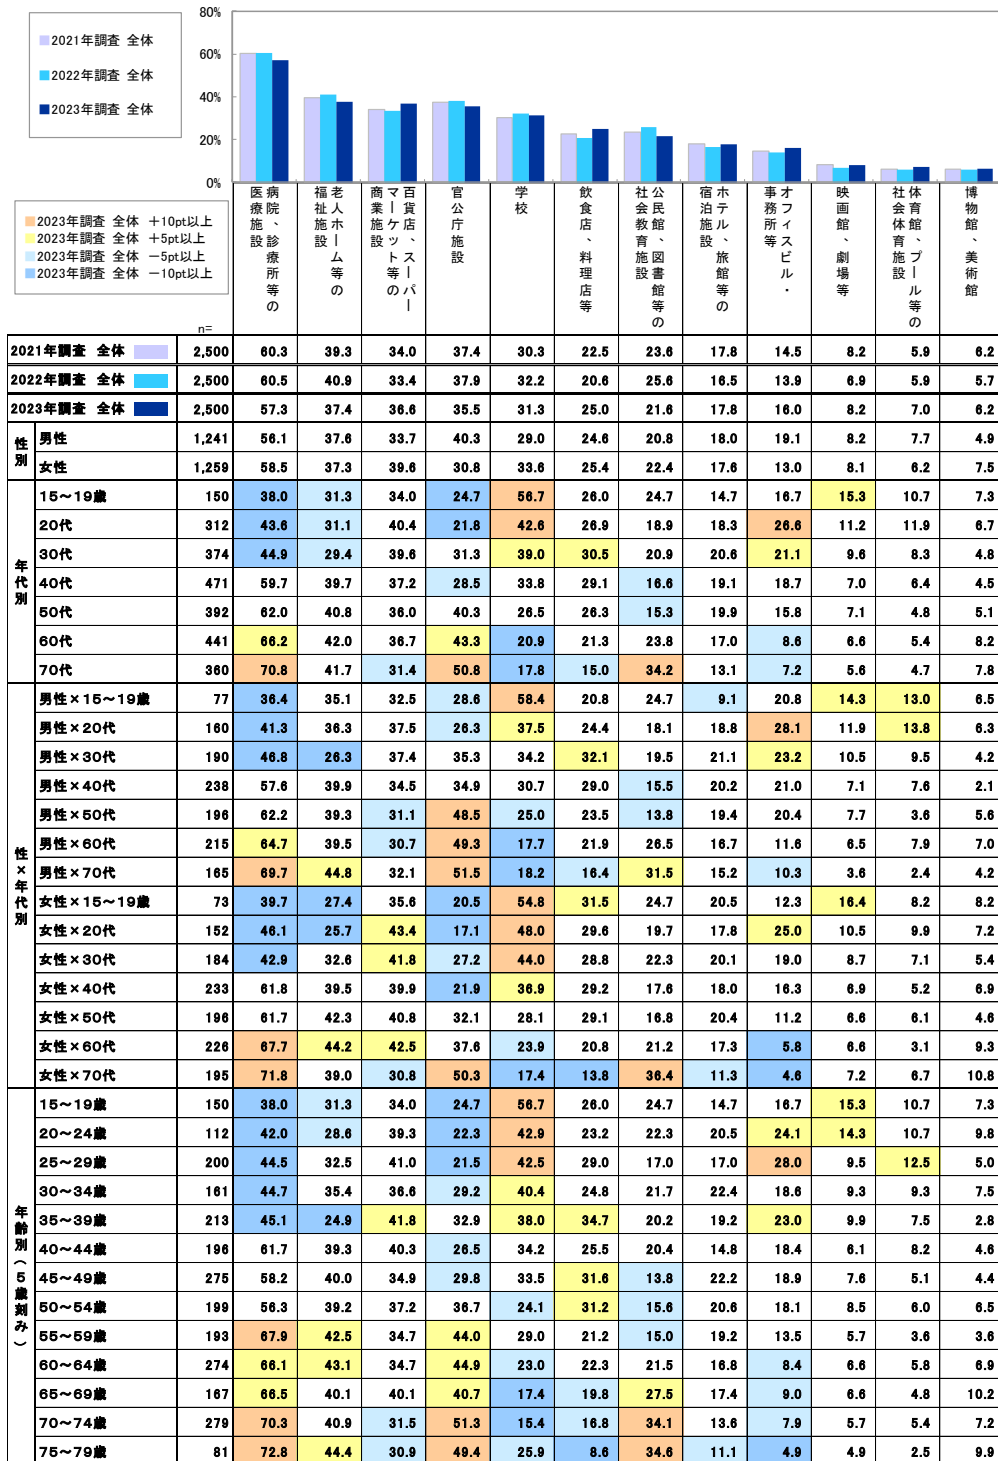 80%
60%
40%
20%
0%
2021年調査 全体
2022年調査 全体
2023年調査 全体
2023年調査 全体 +10pt以上
2023年調査 全体 +5pt以上
2023年調査 全体 -5pt以上
2023年調査 全体 -10pt以上
病院、診療所等の医療施設
老人ホーム等の福祉施設
百貨店、スーパーマーケット等の商業施設
官公庁施設
学校
飲食店、料理店等
公民館、図書館等の社会教育施設
ホテル、旅館等の宿泊施設
オフィスビル・事務所等
映画館、劇場等
体育館、プール等の社会体育施設
博物館、美術館
n=
2021年調査 全体 2,500 60.3 39.3 34.0 37.4 30.3 22.5 23.6 17.8 14.5 8.2 5.9 6.2
2022年調査 全体 2,500 60.5 40.9 33.4 37.9 32.2 20.6 25.6 16.5 13.9 6.9 5.9 5.7
2023年調査 全体 2,500 57.3 37.4 36.6 35.5 31.3 25.0 21.6 17.8 16.0 8.2 7.0 6.2
性別
男性 1,241 56.1 37.6 33.7 40.3 29.0 24.6 20.8 18.0 19.1 8.2 7.7 4.9
女性 1,259 58.5 37.3 39.6 30.8 33.6 25.4 22.4 17.6 13.0 8.1 6.2 7.5
年代別
15~19歳 150 38.0 31.3 34.0 24.7 56.7 26.0 24.7 14.7 16.7 15.3 10.7 7.3
20代 312 43.6 31.1 40.4 21.8 42.6 26.9 18.9 18.3 26.6 11.2 11.9 6.7
30代 374 44.9 29.4 39.6 31.3 39.0 30.5 20.9 20.6 21.1 9.6 8.3 4.8
40代 471 59.7 39.7 37.2 28.5 33.8 29.1 16.6 19.1 18.7 7.0 6.4 4.5
50代 392 62.0 40.8 36.0 40.3 26.5 26.3 15.3 19.9 15.8 7.1 4.8 5.1
60代 441 66.2 42.0 36.7 43.3 20.9 21.3 23.8 17.0 8.6 6.6 5.4 8.2
70代 360 70.8 41.7 31.4 50.8 17.8 15.0 34.2 13.1 7.2 5.6 4.7 7.8
性×年代別
男性×15~19歳 77 36.4 35.1 32.5 28.6 58.4 20.8 24.7 9.1 20.8 14.3 13.0 6.5
男性×20代 160 41.3 36.3 37.5 26.3 37.5 24.4 18.1 18.8 28.1 11.9 13.8 6.3
男性×30代 190 46.8 26.3 37.4 35.3 34.2 32.1 19.5 21.1 23.2 10.5 9.5 4.2
男性×40代 238 57.6 39.9 34.5 34.9 30.7 29.0 15.5 20.2 21.0 7.1 7.6 2.1
男性×50代 196 62.2 39.3 31.1 48.5 25.0 23.5 13.8 19.4 20.4 7.7 3.6 5.6
男性×60代 215 64.7 39.5 30.7 49.3 17.7 21.9 26.5 16.7 11.6 6.5 7.9 7.0
男性×70代 165 69.7 44.8 32.1 51.5 18.2 16.4 31.5 15.2 10.3 3.6 2.4 4.2
女性×15~19歳 73 39.7 27.4 35.6 20.5 54.8 31.5 24.7 20.5 12.3 16.4 8.2 8.2
女性×20代 152 46.1 25.7 43.4 17.1 48.0 29.6 19.7 17.8 25.0 10.5 9.9 7.2
女性×30代 184 42.9 32.6 41.8 27.2 44.0 28.8 22.3 20.1 19.0 8.7 7.1 5.4
女性×40代 233 61.8 39.5 39.9 21.9 36.9 29.2 17.6 18.0 16.3 6.9 5.2 6.9
女性×50代 196 61.7 42.3 40.8 32.1 28.1 29.1 16.8 20.4 11.2 6.6 6.1 4.6
女性×60代 226 67.7 44.2 42.5 37.6 23.9 20.8 21.2 17.3 5.8 6.6 3.1 9.3
女性×70代 195 71.8 39.0 30.8 50.3 17.4 13.8 36.4 11.3 4.6 7.2 6.7 10.8
年齢別(5歳刻み)
15~19歳 150 38.0 31.3 34.0 24.7 56.7 26.0 24.7 14.7 16.7 15.3 10.7 7.3
20~24歳 112 42.0 28.6 39.3 22.3 42.9 23.2 22.3 20.5 24.1 14.3 10.7 9.8
25~29歳 200 44.5 32.5 41.0 21.5 42.5 29.0 17.0 17.0 28.0 9.5 12.5 5.0
30~34歳 161 44.7 35.4 36.6 29.2 40.4 24.8 21.7 22.4 18.6 9.3 9.3 7.5
35~39歳 213 45.1 24.9 41.8 32.9 38.0 34.7 20.2 19.2 23.0 9.9 7.5 2.8
40~44歳 196 61.7 39.3 40.3 26.5 34.2 25.5 20.4 14.8 18.4 6.1 8.2 4.6
45~49歳 275 58.2 40.0 34.9 29.8 33.5 31.6 13.8 22.2 18.9 7.6 5.1 4.4
50~54歳 199 56.3 39.2 37.2 36.7 24.1 31.2 15.6 20.6 18.1 8.5 6.0 6.5
55~59歳 193 67.9 42.5 34.7 44.0 29.0 21.2 15.0 19.2 13.5 5.7 3.6 3.6
60~64歳 274 66.1 43.1 34.7 44.9 23.0 22.3 21.5 16.8 8.4 6.6 5.8 6.9
65~69歳 167 66.5 40.1 40.1 40.7 17.4 19.8 27.5 17.4 9.0 6.6 4.8 10.2
70~74歳 279 70.3 40.9 31.5 51.3 15.4 16.8 34.1 13.6 7.9 5.7 5.4 7.2
75~79歳 81 72.8 44.4 30.9 49.4 25.9 8.6 34.6 11.1 4.9 4.9 2.5 9.9